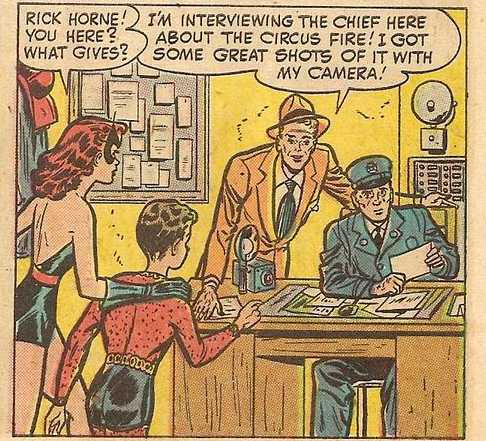 RICK HORNE!
YOU HERE?
WHAT GIVES?
I'M INTERVIEWING THE CHIEF HERE
ABOUT THE CIRCUS FIRE! I GOT
SOME GREAT SHOTS OF IT WITH
MY CAMERA!